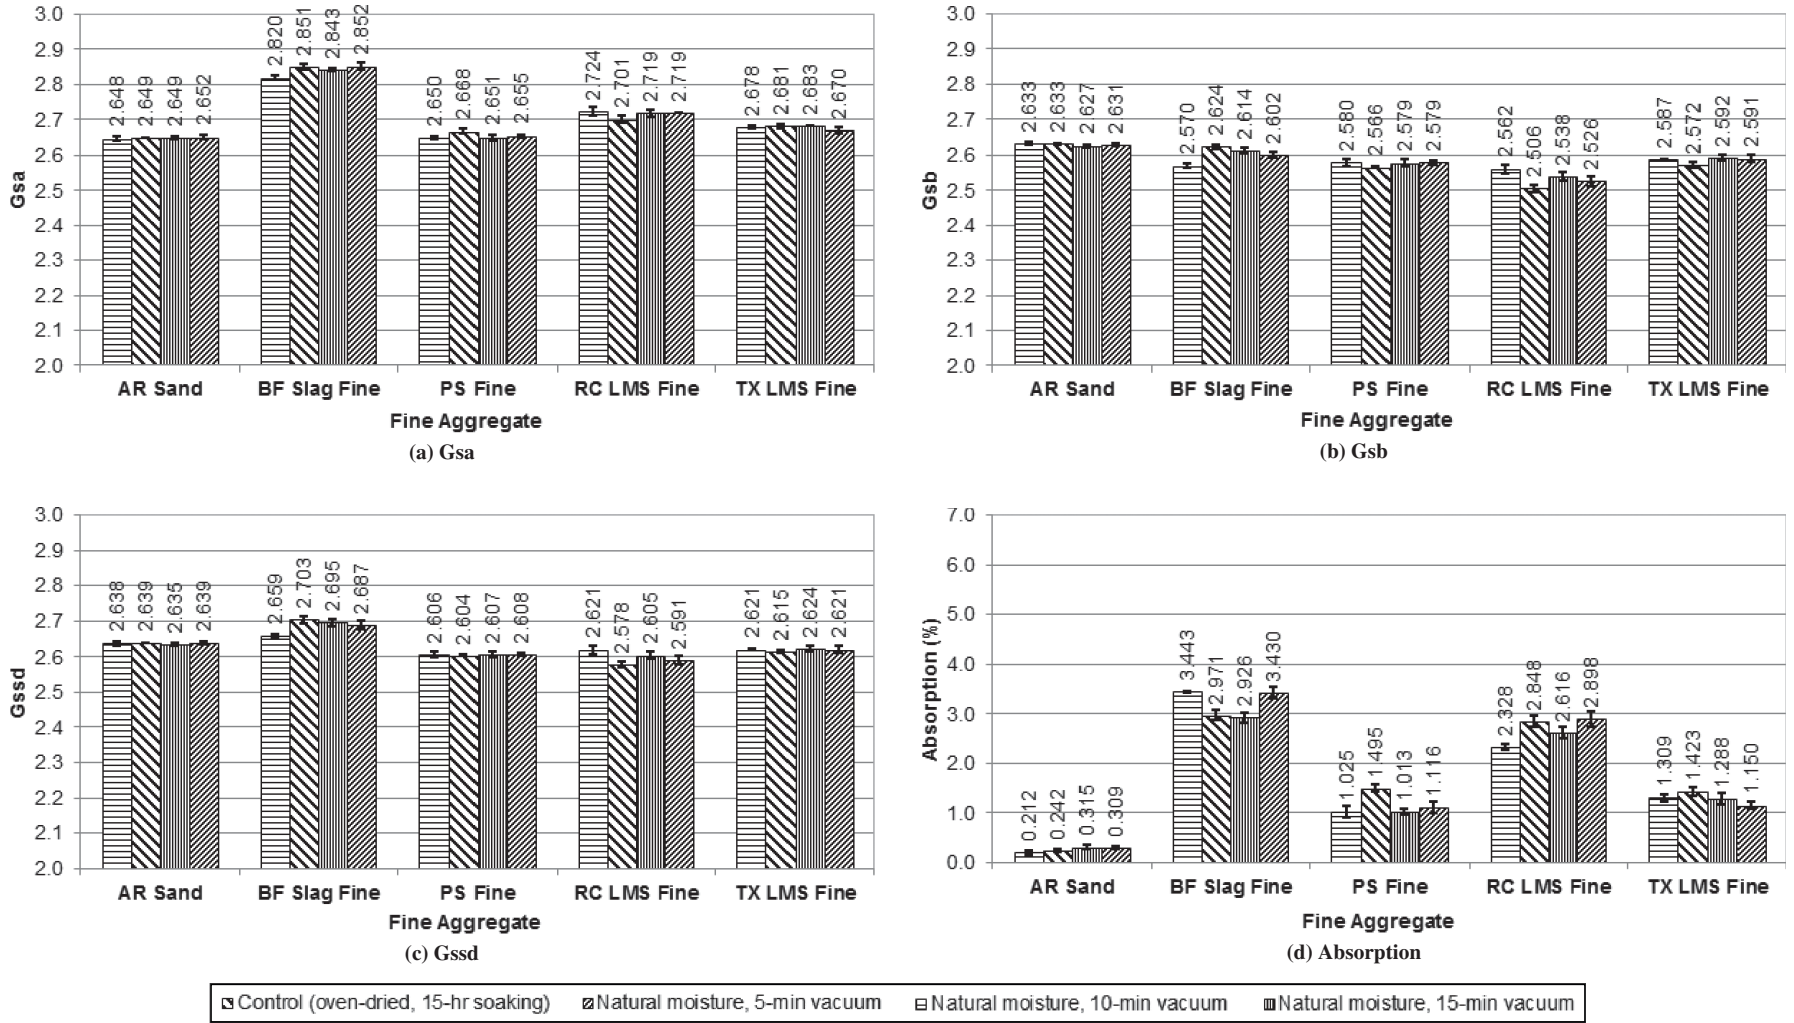 3.0
2.9
2.8
2.7
2.6
2.5
2.4
2.3
2.2
2.1
2.0
Gsa
2.648 2.649 2.649 2.652
2.820 2.851 2.843 2.852
2.650 2.668 2.651 2.655
2.724 2.701 2.719 2.719
2.678 2.681 2.683 2.670
AR Sand BF Slag Fine PS Fine RC LMS Fine TX LMS Fine
Fine Aggregate
(a) Gsa
3.0
2.9
2.8
2.7
2.6
2.5
2.4
2.3
2.2
2.1
2.0
Gsb
2.633 2.633 2.627 2.631
2.570 2.624 2.614 2.602
2.580 2.566 2.579 2.579
2.562 2.506 2.538 2.526
2.587 2.572 2.592 2.591
AR Sand BF Slag Fine PS Fine RC LMS Fine TX LMS Fine
Fine Aggregate
(b) Gsb
3.0
2.9
2.8
2.7
2.6
2.5
2.4
2.3
2.2
2.1
2.0
Gssd
2.638 2.639 2.635 2.639
2.659 2.703 2.695 2.687
2.606 2.604 2.607 2.608
2.621 2.578 2.605 2.591
2.621 2.615 2.624 2.621
AR Sand BF Slag Fine PS Fine RC LMS Fine TX LMS Fine
Fine Aggregate
(c) Gssd
7.0
6.0
5.0
4.0
3.0
2.0
1.0
0.0
Absorption (%)
0.212 0.242 0.315 0.309
3.443 2.971 2.926 3.430
1.025 1.495 1.013 1.116
2.328 2.848 2.616 2.898
1.309 1.423 1.288 1.150
AR Sand BF Slag Fine PS Fine RC LMS Fine TX LMS Fine
Fine Aggregate
(d) Absorption
Control (oven-dried, 15-hr soaking) Natural moisture, 5-min vacuum Natural moisture, 10-min vacuum Natural moisture, 15-min vacuum